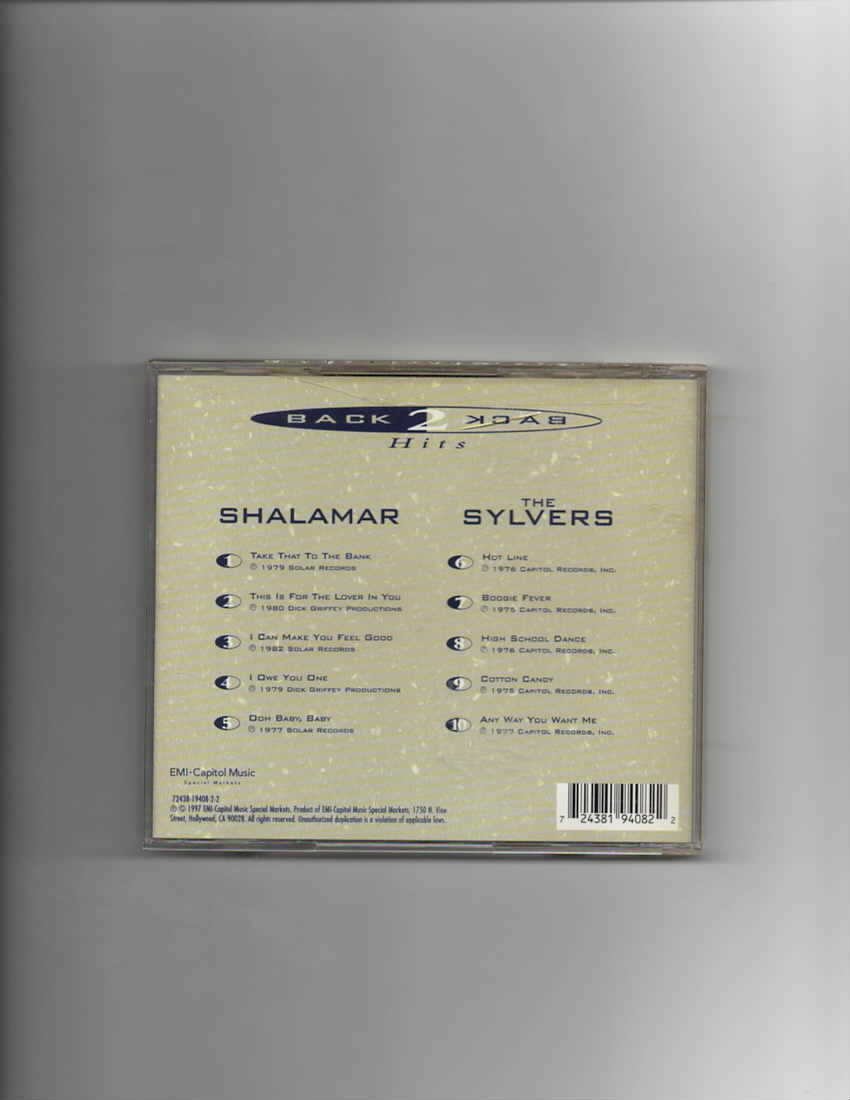 BACK 2 BACK
Hits
SHALAMAR
1 TAKE THAT TO THE BANK
℗ 1979 SOLAR RECORDS
2 THIS IS FOR THE LOVER IN YOU
℗ 1980 DICK GRIFFEY PRODUCTIONS
3 I CAN MAKE YOU FEEL GOOD
℗ 1982 SOLAR RECORDS
4 I OWE YOU ONE
℗ 1979 DICK GRIFFEY PRODUCTIONS
5 OOH BABY, BABY
℗ 1977 SOLAR RECORDS
THE
SYLVERS
6 HOT LINE
℗ 1976 CAPITOL RECORDS, INC.
7 BOOGIE FEVER
℗ 1975 CAPITOL RECORDS, INC.
8 HIGH SCHOOL DANCE
℗ 1976 CAPITOL RECORDS, INC.
9 COTTON CANDY
℗ 1975 CAPITOL RECORDS, INC.
10 ANY WAY YOU WANT ME
℗ 1977 CAPITOL RECORDS, INC.
EMI-Capitol Music
Special Markets
72438-19408-2-2
℗ © 1997 EMI-Capitol Music Special Markets. Product of EMI-Capitol Music Special Markets, 1750 N. Vine
Street, Hollywood, CA 90028. All rights reserved. Unauthorized duplication is a violation of applicable laws.
7 24381 94082 2